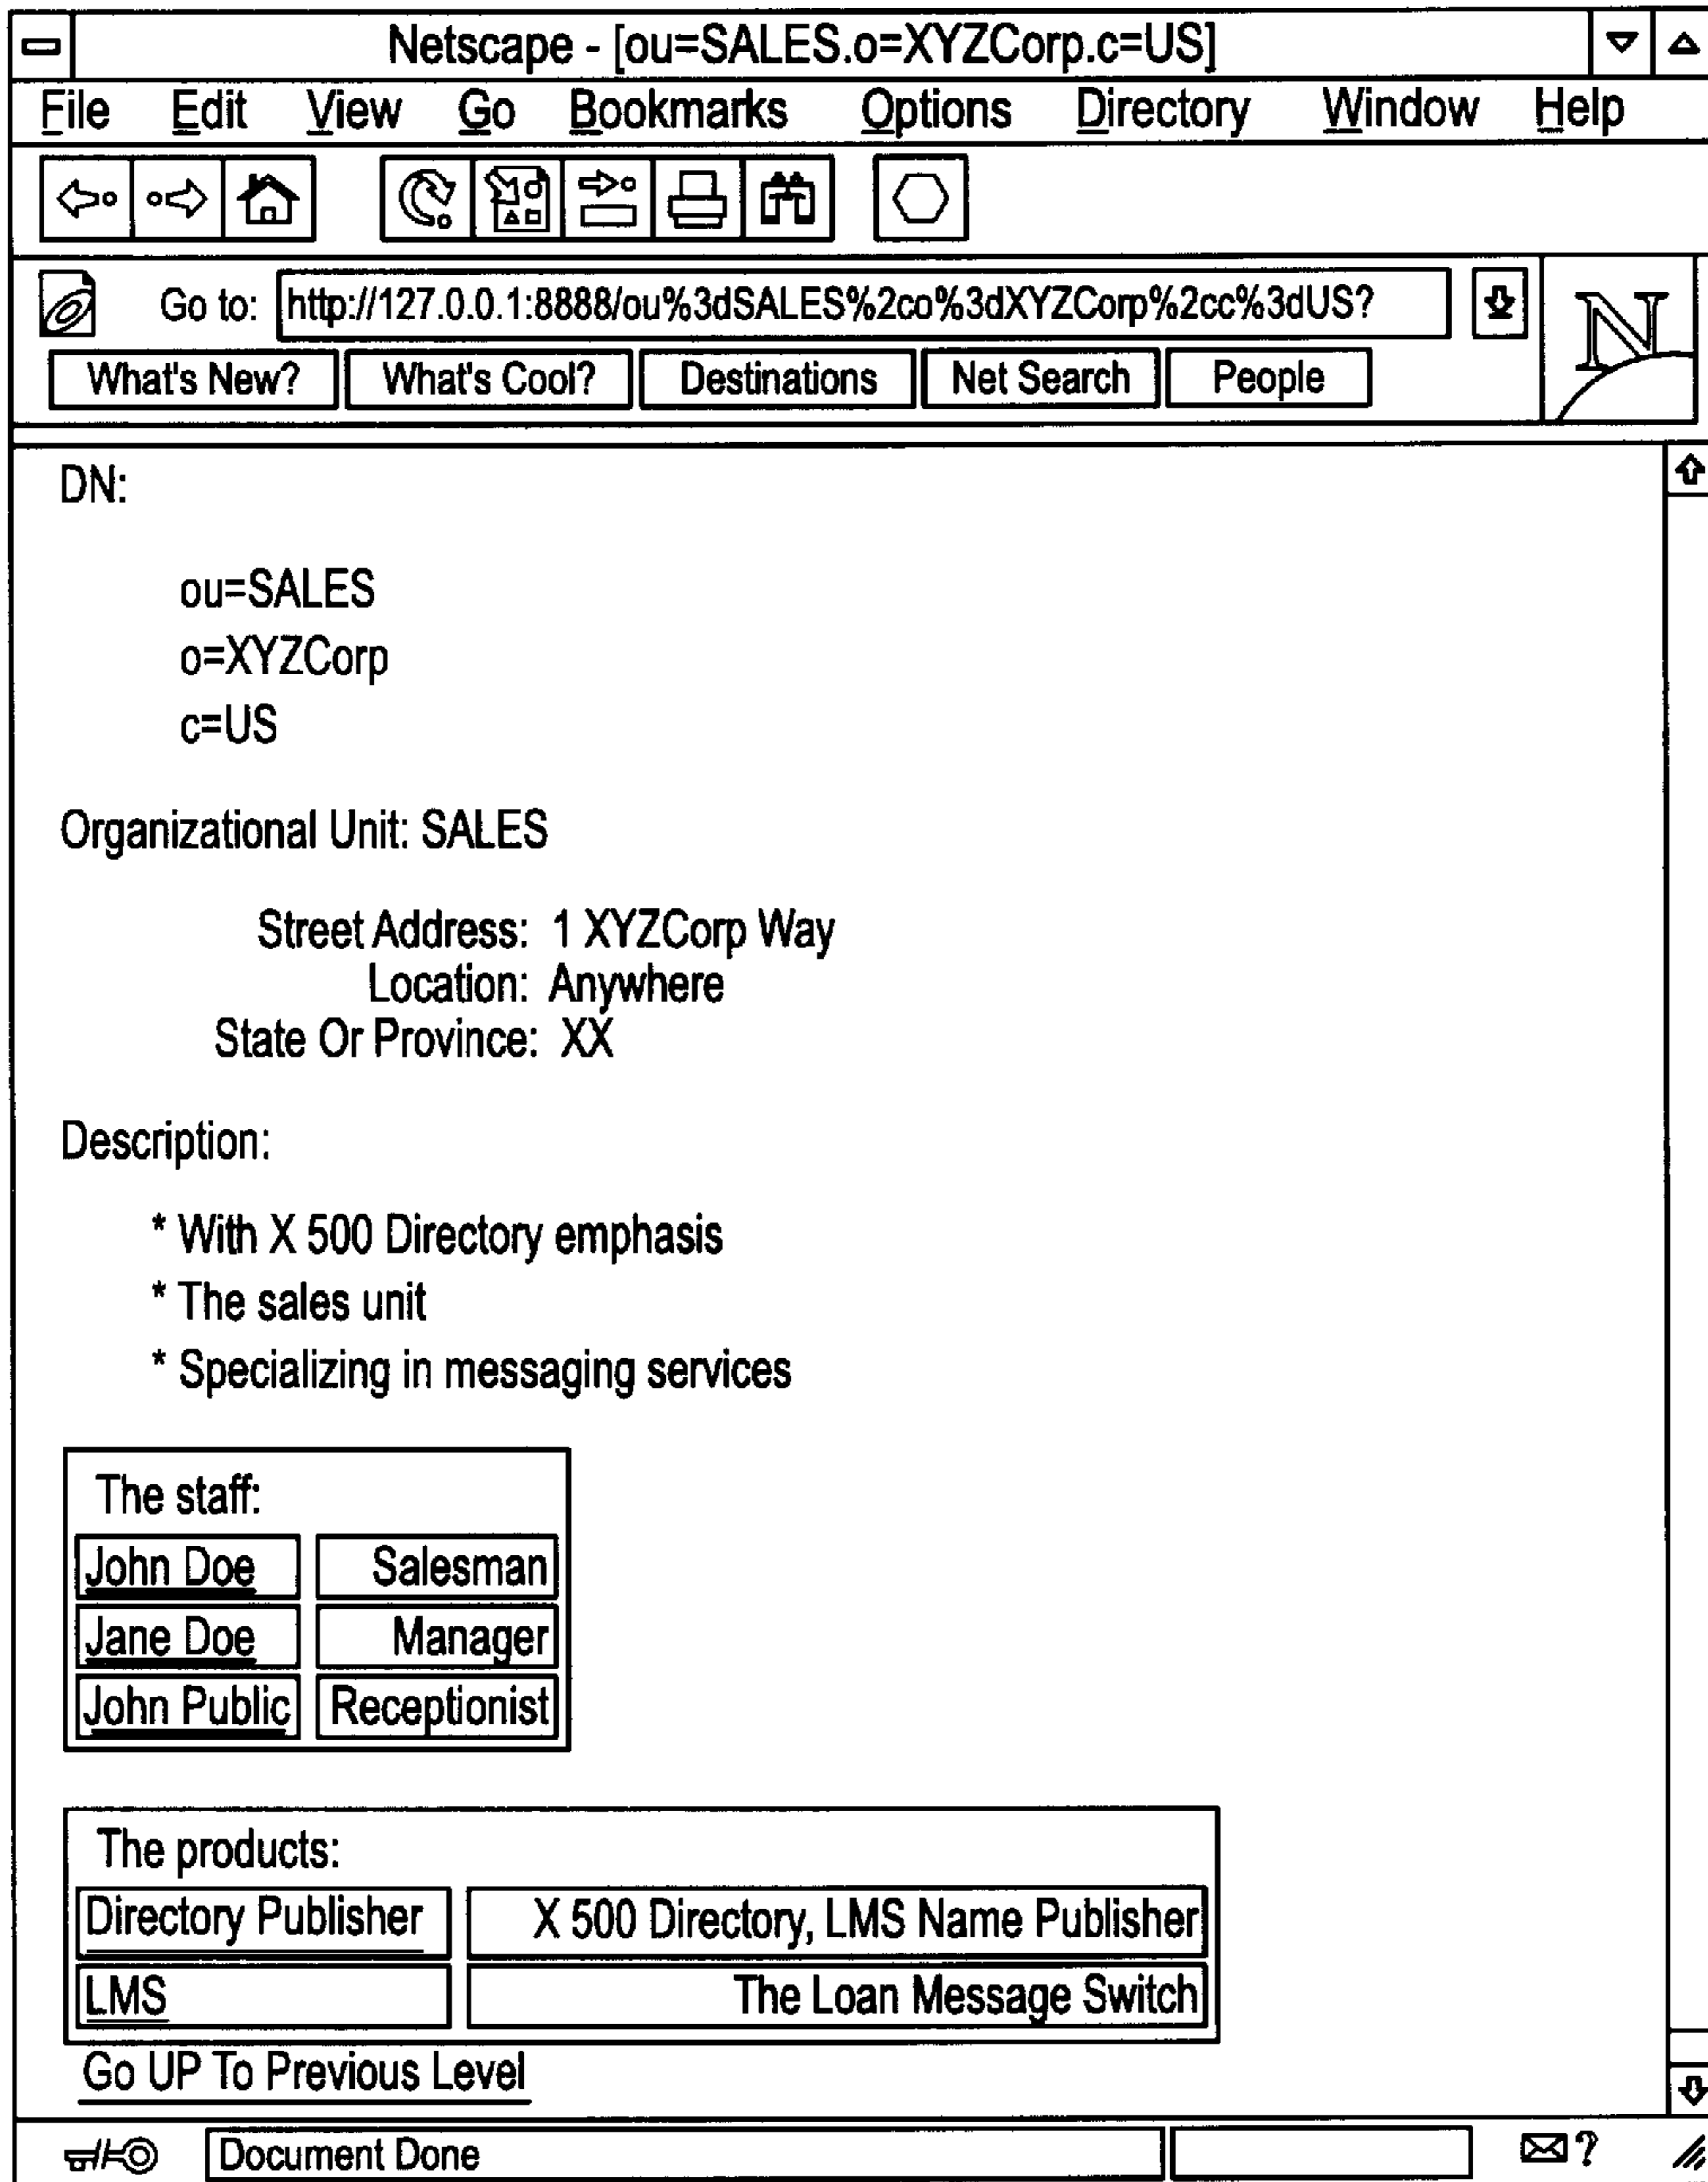 Netscape - [ou=SALES.o=XYZCorp.c=US]
File Edit View Go Bookmarks Options Directory Window Help
Go to: http://127.0.0.1:8888/ou%3dSALES%2co%3dXYZCorp%2cc%3dUS?
N
What's New? What's Cool? Destinations Net Search People
DN:
ou=SALES
o=XYZCorp
c=US
Organizational Unit: SALES
Street Address: 1 XYZCorp Way
Location: Anywhere
State Or Province: XX
Description:
* With X 500 Directory emphasis
* The sales unit
* Specializing in messaging services
The staff:
John Doe Salesman
Jane Doe Manager
John Public Receptionist
The products:
Directory Publisher X 500 Directory, LMS Name Publisher
LMS The Loan Message Switch
Go UP To Previous Level
Document Done ?